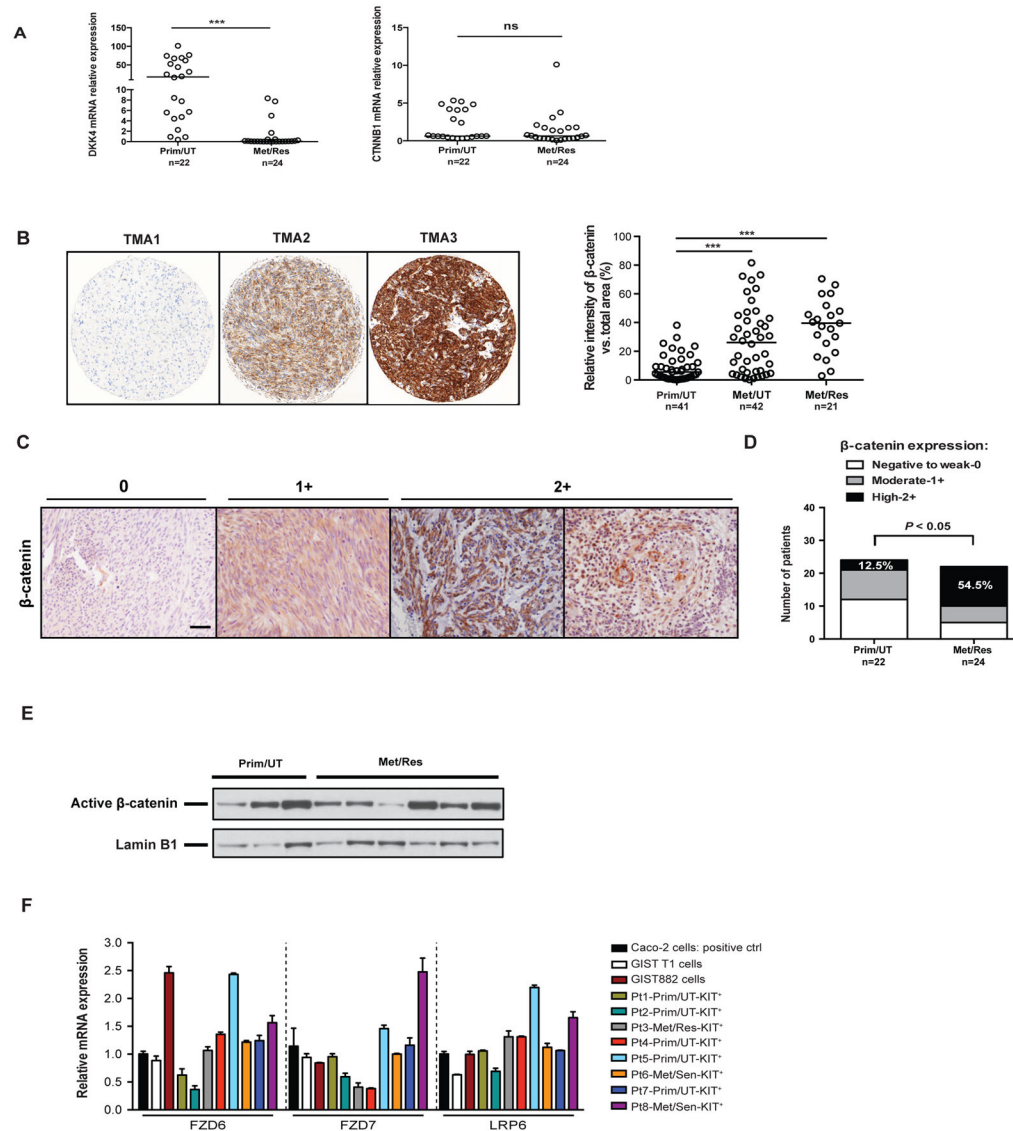 A
DKK4 mRNA relative expression
150
100
50
10
8
6
4
2
0
***
Prim/UT
n=22
Met/Res
n=24
CTNNB1 mRNA relative expression
15
10
5
0
ns
Prim/UT
n=22
Met/Res
n=24
B
TMA1 TMA2 TMA3
Relative intensity of β-catenin
vs. total area (%)
100
80
60
40
20
0
***
***
Prim/UT
n=41
Met/UT
n=42
Met/Res
n=21
C
0 1+ 2+
β-catenin
D
β-catenin expression:
Negative to weak-0
Moderate-1+
High-2+
Number of patients
40
30
20
10
0
P < 0.05
12.5%
54.5%
Prim/UT
n=22
Met/Res
n=24
E
Prim/UT Met/Res
Active β-catenin
Lamin B1
F
Relative mRNA expression
3.0
2.5
2.0
1.5
1.0
0.5
0.0
FZD6 FZD7 LRP6
Caco-2 cells: positive ctrl
GIST T1 cells
GIST882 cells
Pt1-Prim/UT-KIT⁺
Pt2-Prim/UT-KIT⁺
Pt3-Met/Res-KIT⁺
Pt4-Prim/UT-KIT⁺
Pt5-Prim/UT-KIT⁺
Pt6-Met/Sen-KIT⁺
Pt7-Prim/UT-KIT⁺
Pt8-Met/Sen-KIT⁺